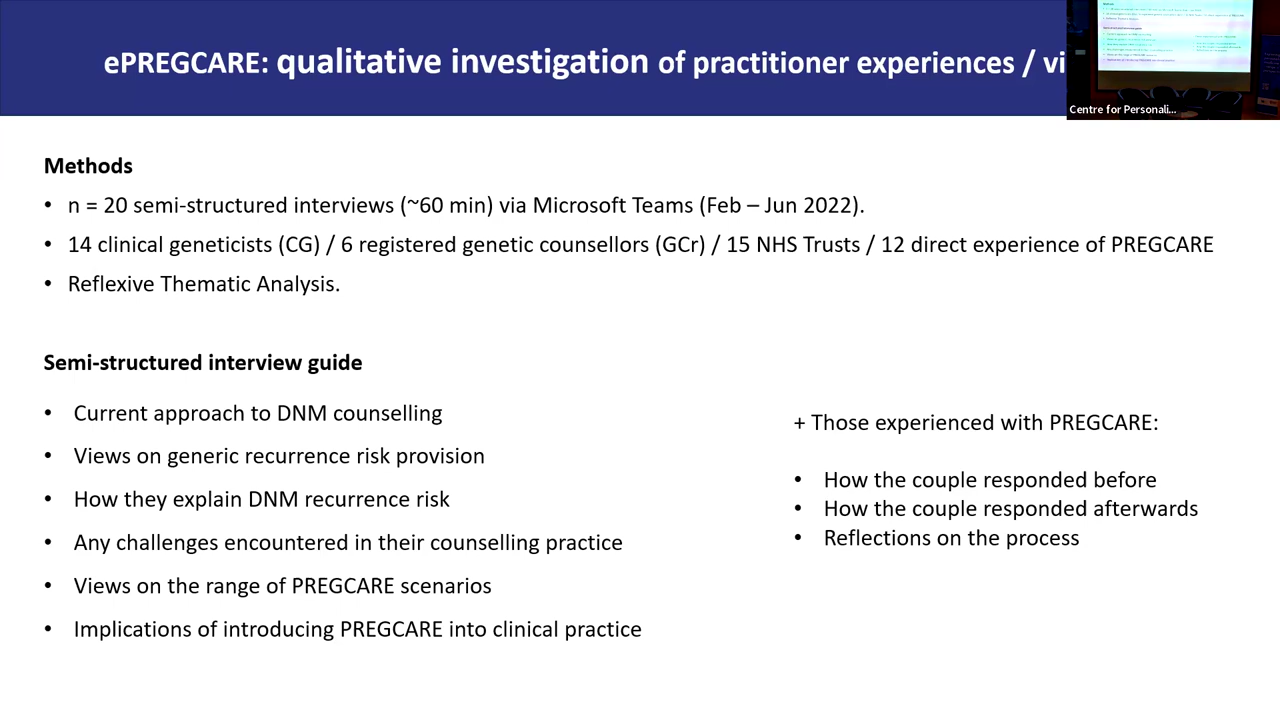 ePREGCARE: qualitative investigation of practitioner experiences /
Centre for Personali...
Methods
• n = 20 semi-structured interviews (~60 min) via Microsoft Teams (Feb – Jun 2022).
• 14 clinical geneticists (CG) / 6 registered genetic counsellors (GCr) / 15 NHS Trusts / 12 direct experience of PREGCARE
• Reflexive Thematic Analysis.
Semi-structured interview guide
• Current approach to DNM counselling
• Views on generic recurrence risk provision
• How they explain DNM recurrence risk
• Any challenges encountered in their counselling practice
• Views on the range of PREGCARE scenarios
• Implications of introducing PREGCARE into clinical practice
+ Those experienced with PREGCARE:
• How the couple responded before
• How the couple responded afterwards
• Reflections on the process